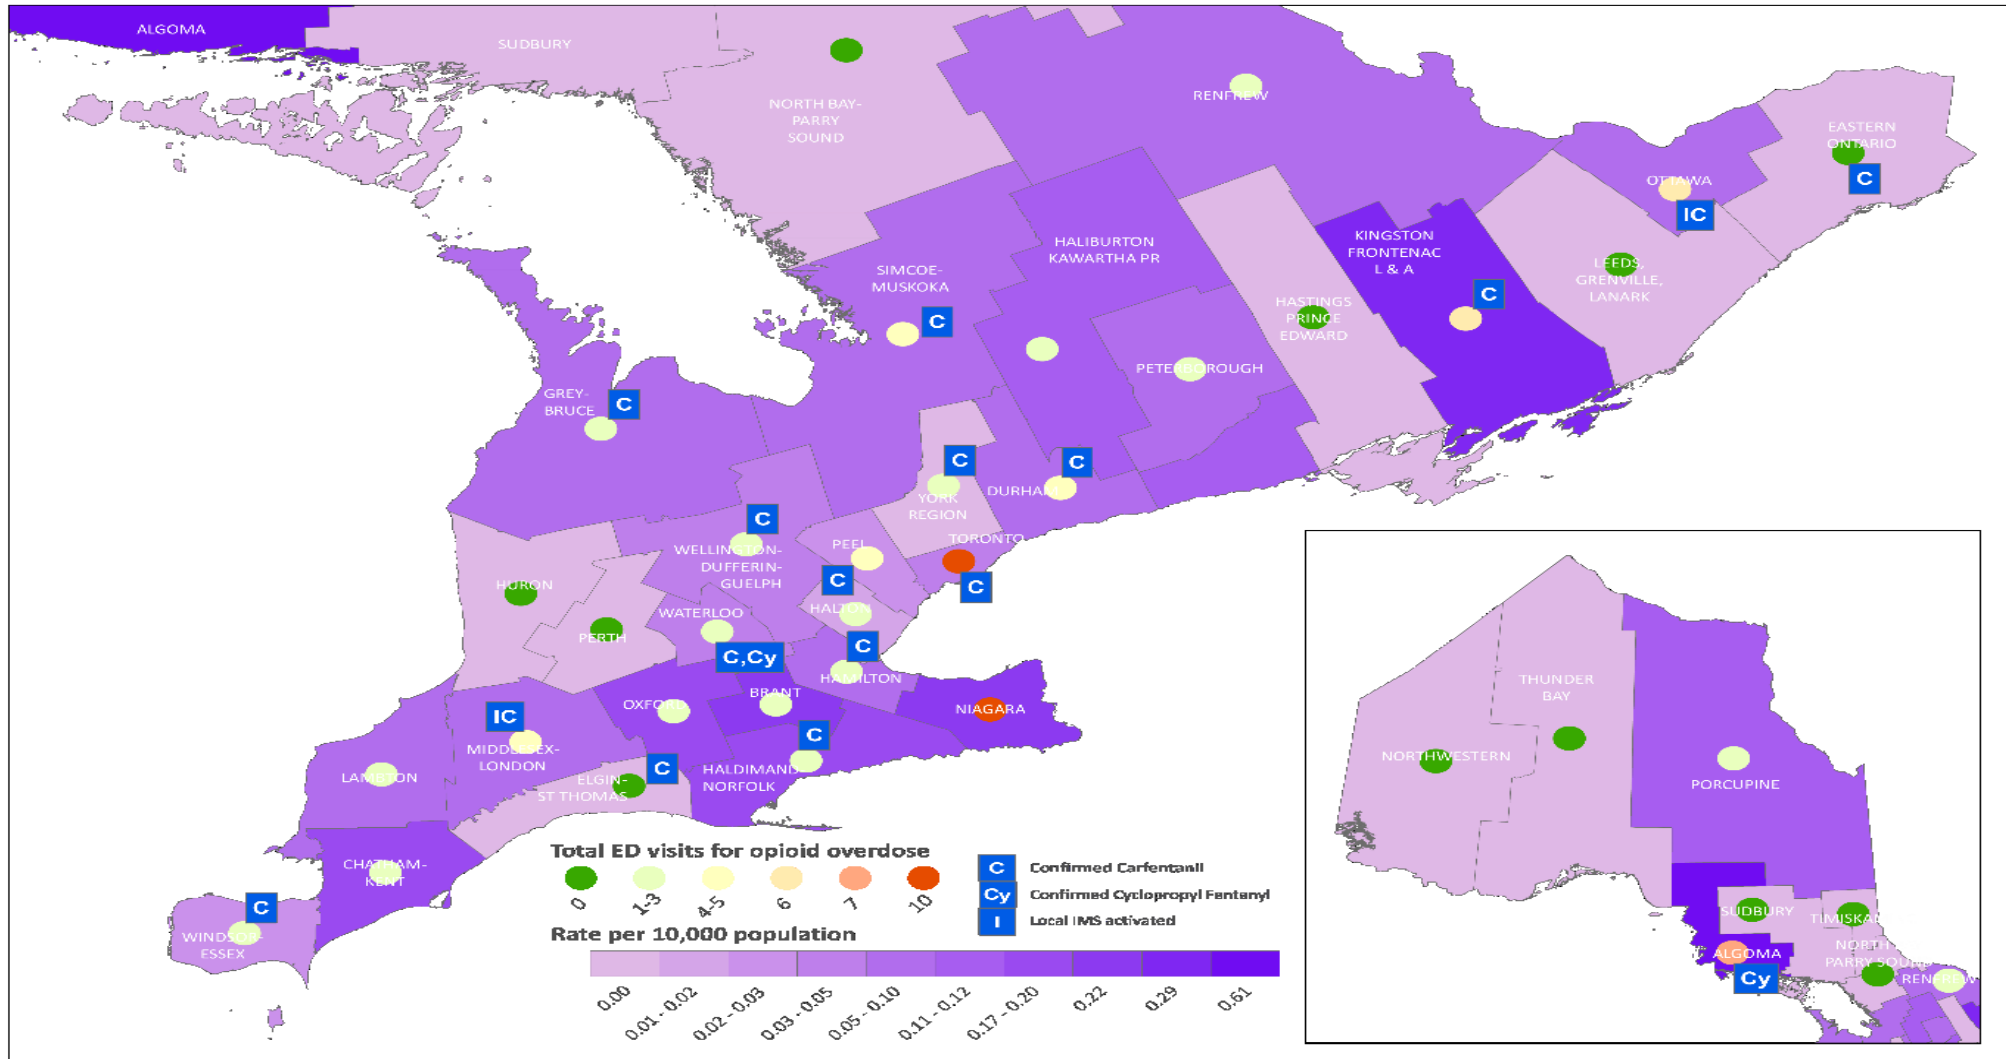 ALGOMA
SUDBURY
NORTH BAY-
PARRY
SOUND
RENFREW
EASTERN
ONTARIO
C
OTTAWA
IC
HALIBURTON
KAWARTHA PR
KINGSTON
FRONTENAC
L & A
C
LEEDS,
GRENVILLE,
LANARK
SIMCOE-
MUSKOKA
C
HASTINGS
PRINCE
EDWARD
PETERBOROUGH
GREY-
BRUCE
C
C
YORK
REGION
C
DURHAM
C
WELLINGTON-
DUFFERIN-
GUELPH
PEEL
TORONTO
C
C
HALTON
HURON
PERTH
WATERLOO
C,Cy
C
HAMILTON
BRANT
OXFORD
NIAGARA
IC
MIDDLESEX-
LONDON
C
HALDIMAND
NORFOLK
C
ELGIN-
ST THOMAS
LAMBTON
CHATHAM-
KENT
C
WINDSOR-
ESSEX
Total ED visits for opioid overdose
0
1-3
4-5
6
7
10
C Confirmed Carfentanil
Cy Confirmed Cyclopropyl Fentanyl
I Local IMS activated
Rate per 10,000 population
0.00
0.01 - 0.02
0.02 - 0.03
0.03 - 0.05
0.05 - 0.10
0.11 - 0.12
0.17 - 0.20
0.22
0.29
0.61
THUNDER
BAY
NORTHWESTERN
PORCUPINE
SUDBURY
TIMISKA
ALGOMA
Cy
NORTH
PARRY SOUND
RENFREW